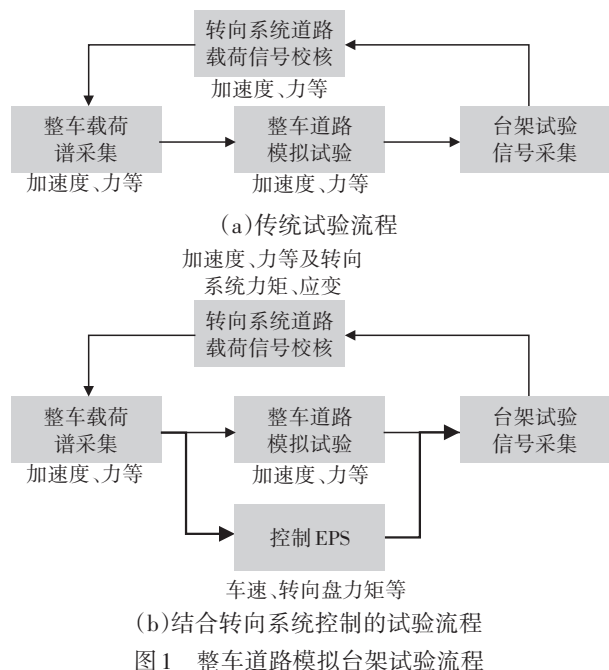 转向系统道路
载荷信号校核
加速度、力等
整车载荷
谱采集
加速度、力等
整车道路
模拟试验
加速度、力等
台架试验
信号采集
(a)传统试验流程
加速度、力等及转向
系统力矩、应变
转向系统道路
载荷信号校核
整车载荷
谱采集
加速度、力等
整车道路
模拟试验
加速度、力等
台架试验
信号采集
控制EPS
车速、转向盘力矩等
(b)结合转向系统控制的试验流程
图1 整车道路模拟台架试验流程